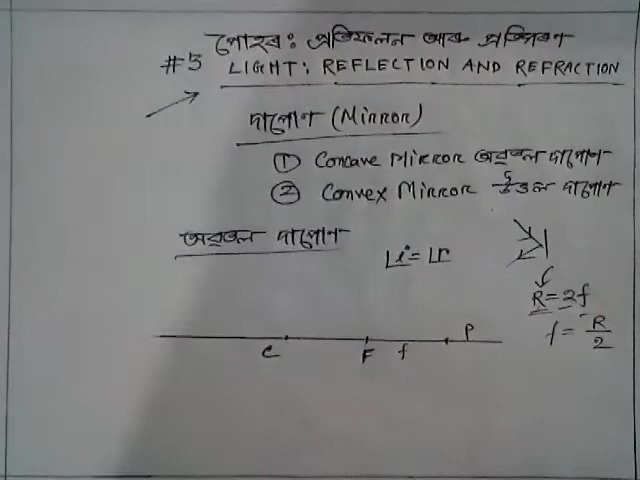 পোহৰ: প্ৰতিফলন আৰু প্ৰতিসৰণ
#5 LIGHT: REFLECTION AND REFRACTION
দাপোণ (Mirror)
① Concave Mirror অৱতল দাপোণ
② Convex Mirror উত্তল দাপোণ
অৱতল দাপোণ
∠i = ∠r
R = 2f
f = R/2
C F f P